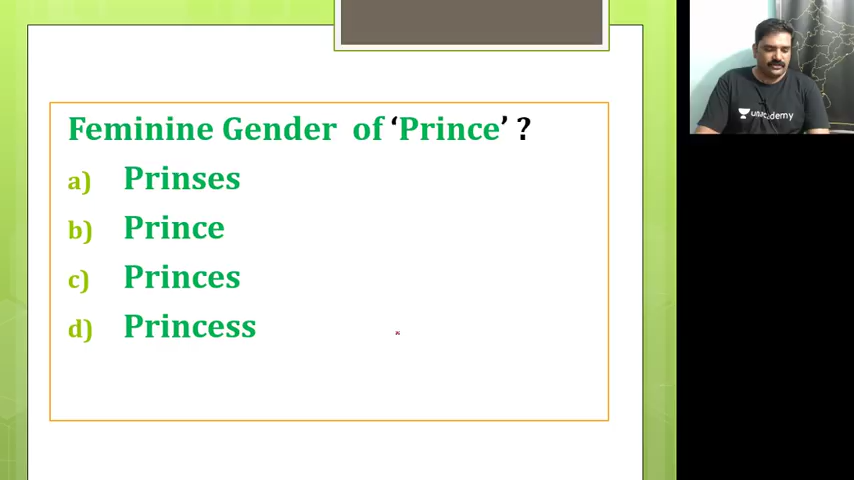 Feminine Gender of ‘Prince’ ?
a) Prinses
b) Prince
c) Princes
d) Princess
unacademy